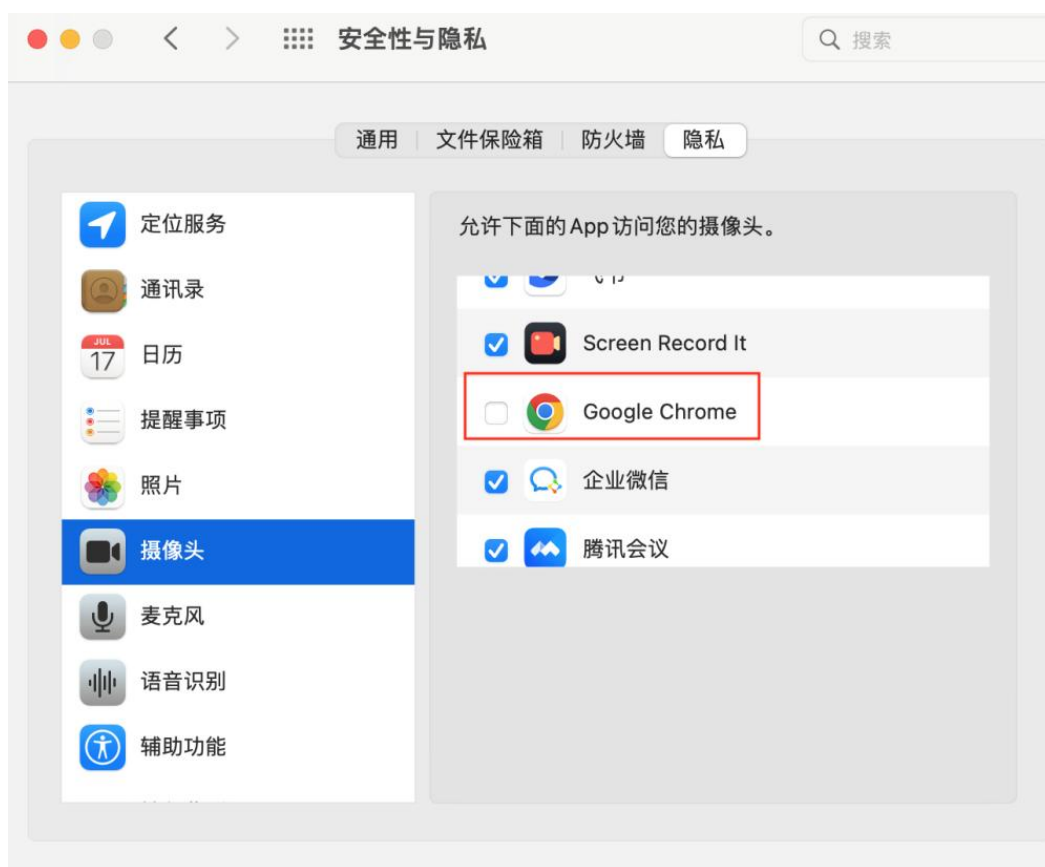 安全性与隐私
搜索
通用 文件保险箱 防火墙 隐私
定位服务
通讯录
JUL
17
日历
提醒事项
照片
摄像头
麦克风
语音识别
辅助功能
允许下面的App访问您的摄像头。
Screen Record It
Google Chrome
企业微信
腾讯会议